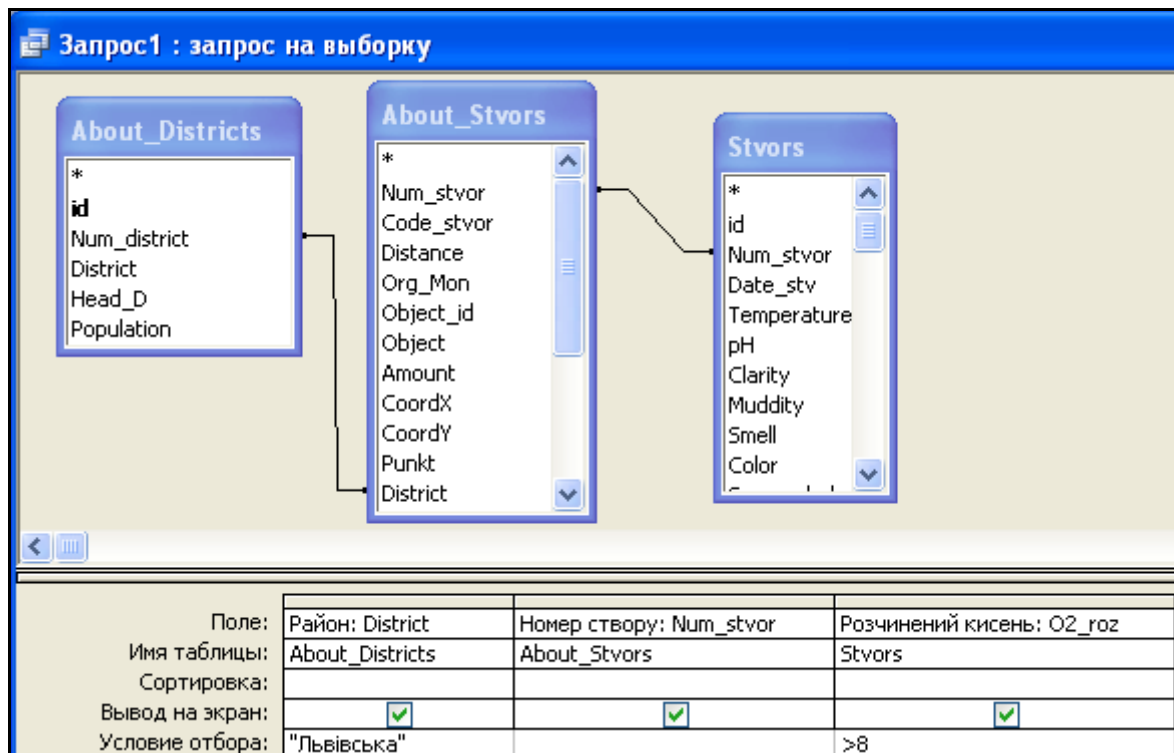 Запрос1 : запрос на выборку
About_Districts
*
id
Num_district
District
Head_D
Population
About_Stvors
*
Num_stvor
Code_stvor
Distance
Org_Mon
Object_id
Object
Amount
CoordX
CoordY
Punkt
District
Stvors
*
id
Num_stvor
Date_stv
Temperature
pH
Clarity
Muddity
Smell
Color
Поле: Район: District Номер створу: Num_stvor Розчинений кисень: O2_roz
Имя таблицы: About_Districts About_Stvors Stvors
Сортировка:
Вывод на экран:
Условие отбора: "Львівська" >8